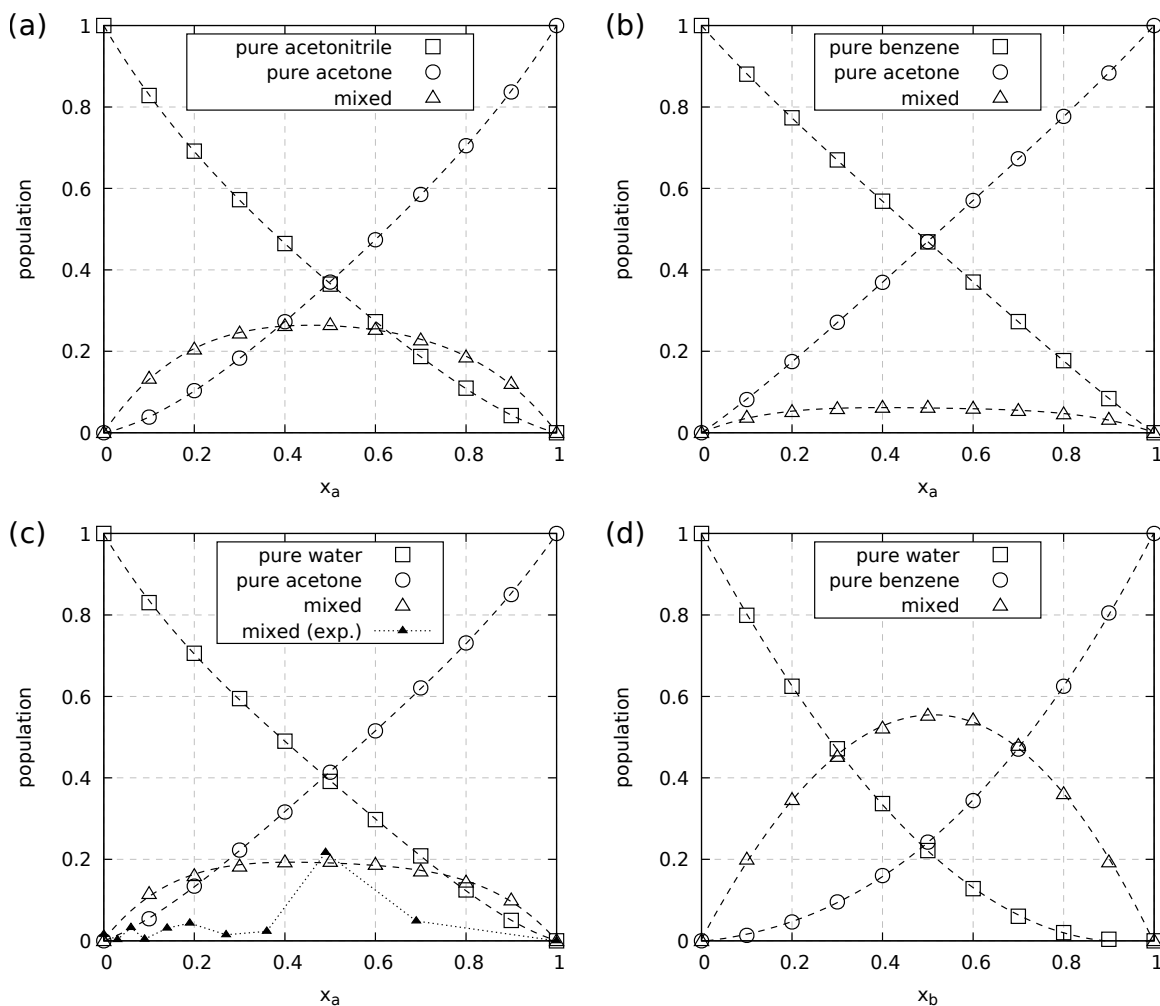 (a)
pure acetonitrile
pure acetone
mixed
population
1
0.8
0.6
0.4
0.2
0
0 0.2 0.4 0.6 0.8 1
x_a
(b)
pure benzene
pure acetone
mixed
population
1
0.8
0.6
0.4
0.2
0
0 0.2 0.4 0.6 0.8 1
x_a
(c)
pure water
pure acetone
mixed
mixed (exp.)
population
1
0.8
0.6
0.4
0.2
0
0 0.2 0.4 0.6 0.8 1
x_a
(d)
pure water
pure benzene
mixed
population
1
0.8
0.6
0.4
0.2
0
0 0.2 0.4 0.6 0.8 1
x_b